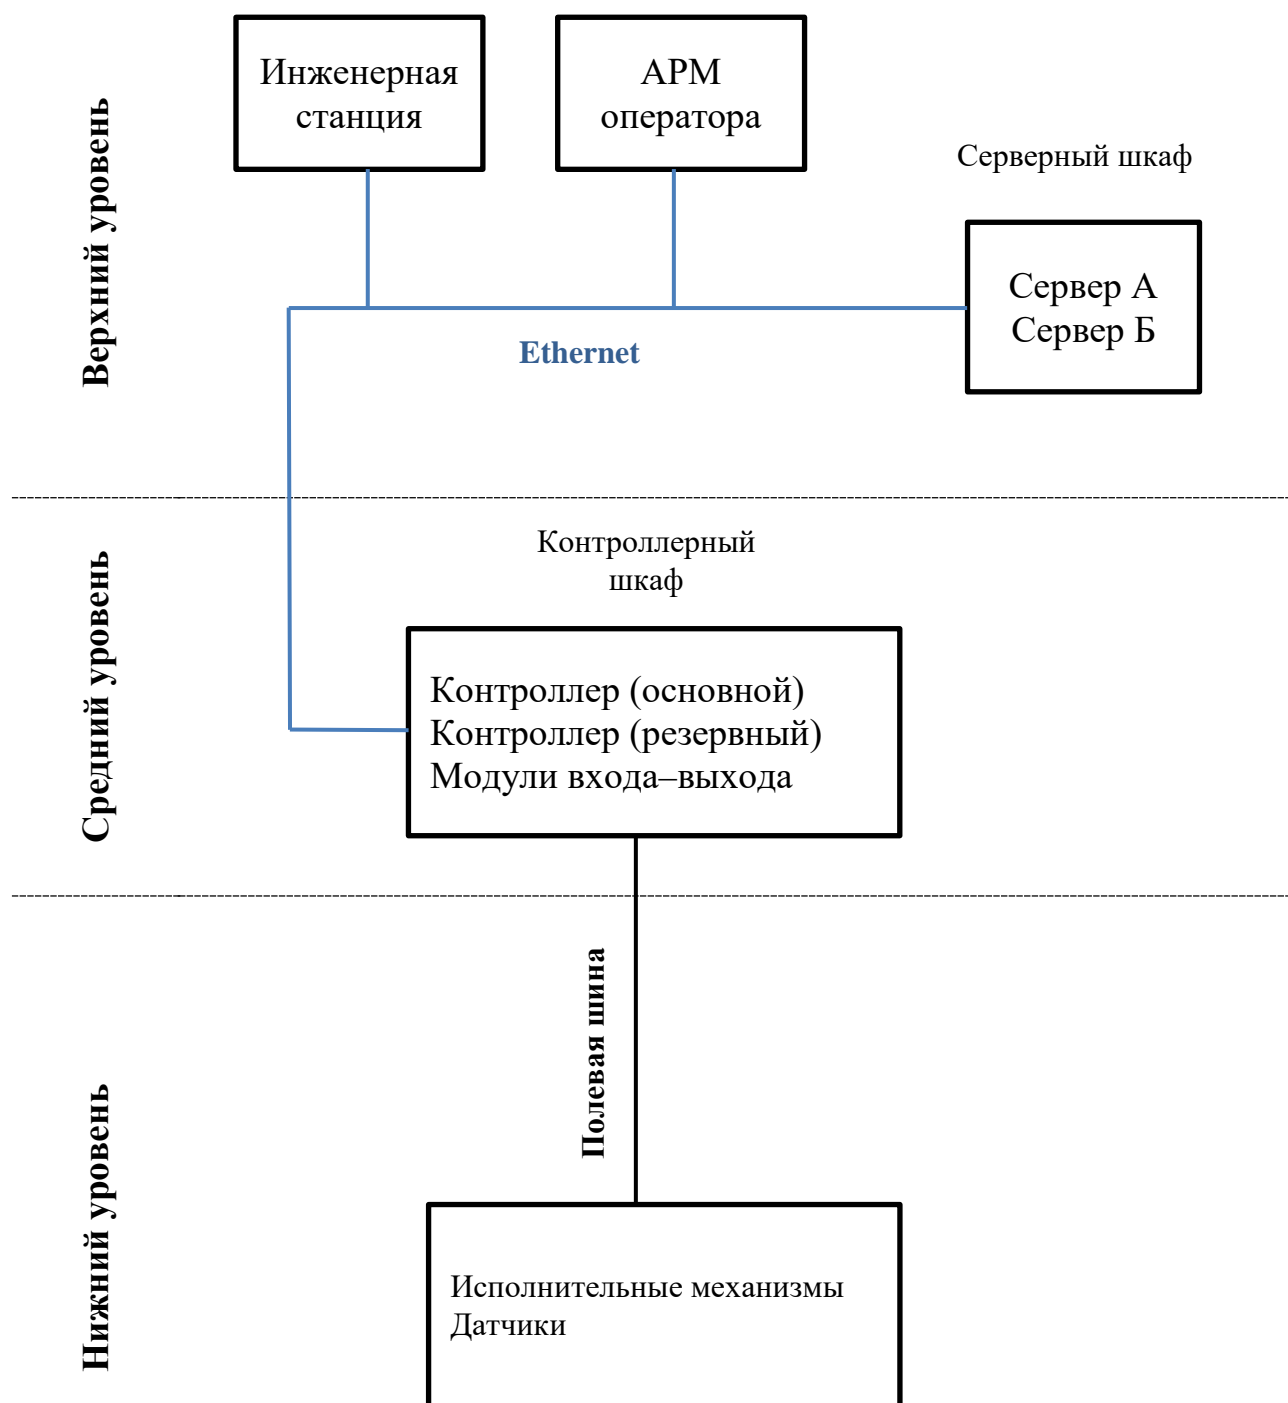 Верхний уровень
Инженерная
станция
АРМ
оператора
Серверный шкаф
Сервер А
Сервер Б
Ethernet
Средний уровень
Контроллерный
шкаф
Контроллер (основной)
Контроллер (резервный)
Модули входа–выхода
Нижний уровень
Полевая шина
Исполнительные механизмы
Датчики